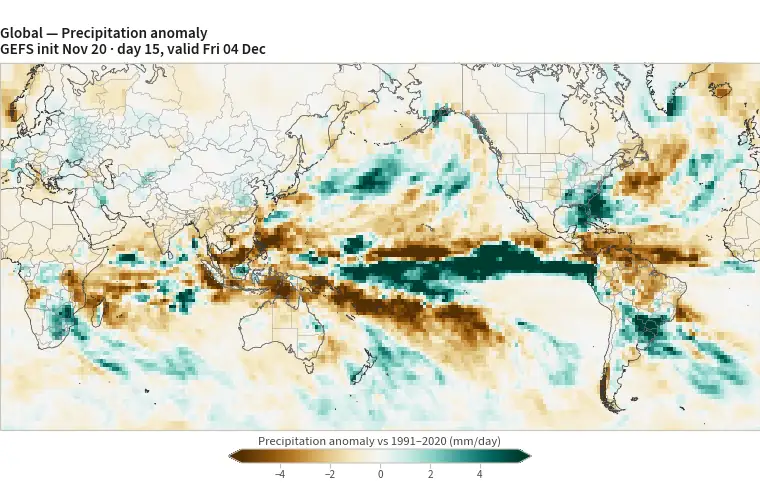 Global — Precipitation anomaly
GEFS init Nov 20 · day 15, valid Fri 04 Dec
Precipitation anomaly vs 1991–2020 (mm/day)
−4 −2 0 2 4